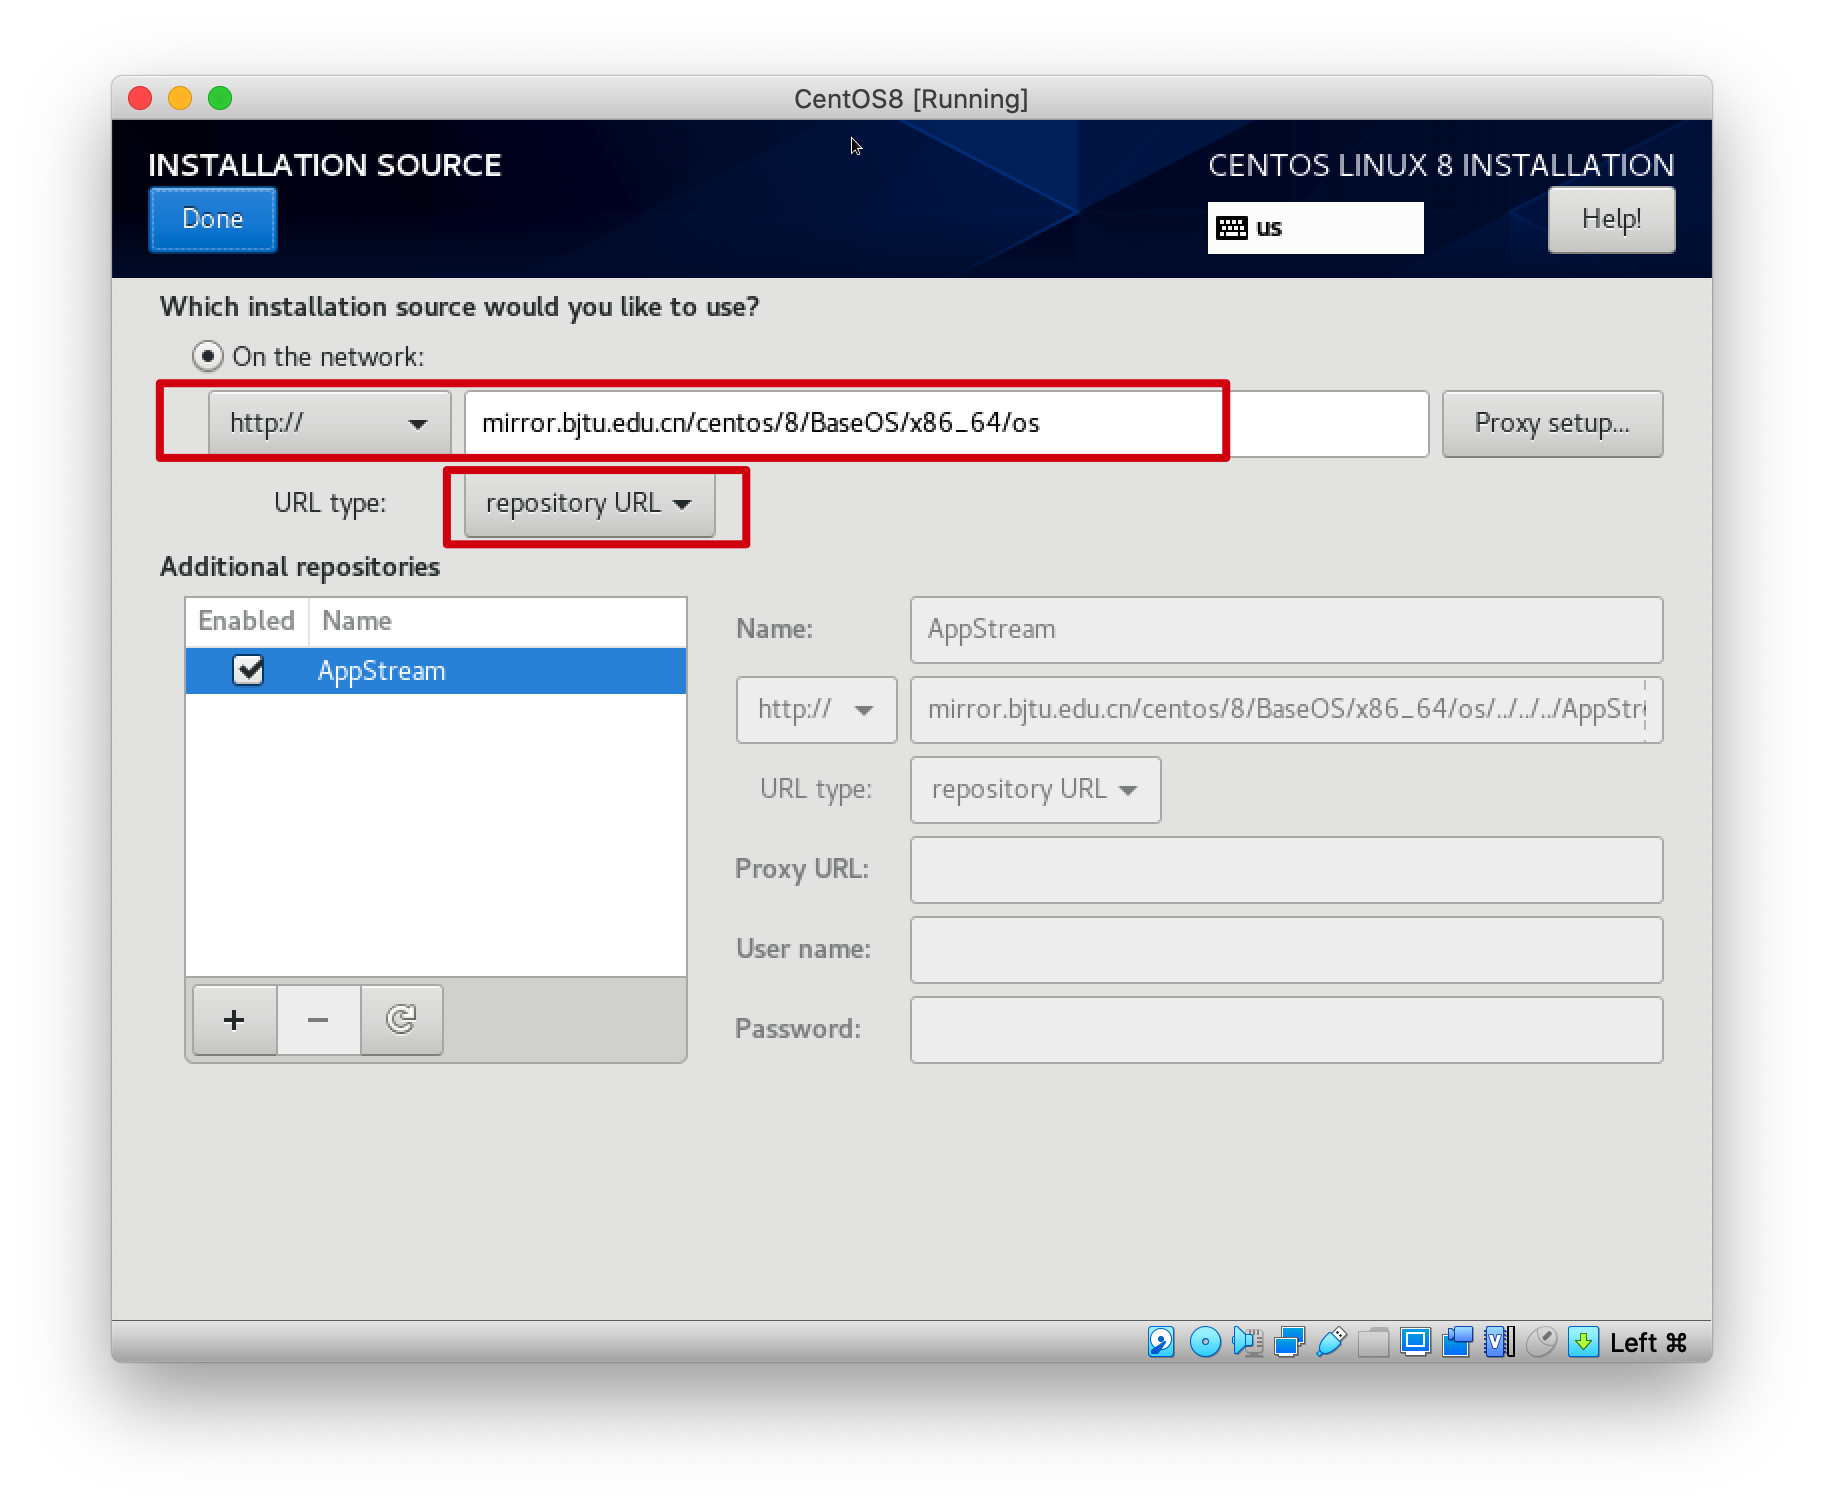 CentOS8 [Running]
INSTALLATION SOURCE
CENTOS LINUX 8 INSTALLATION
Done
us
Help!
Which installation source would you like to use?
On the network:
http://
mirror.bjtu.edu.cn/centos/8/BaseOS/x86_64/os
Proxy setup...
URL type:
repository URL
Additional repositories
Enabled Name
AppStream
Name:
AppStream
http://
mirror.bjtu.edu.cn/centos/8/BaseOS/x86_64/os/../../../AppStr
URL type:
repository URL
Proxy URL:
User name:
Password:
Left ⌘